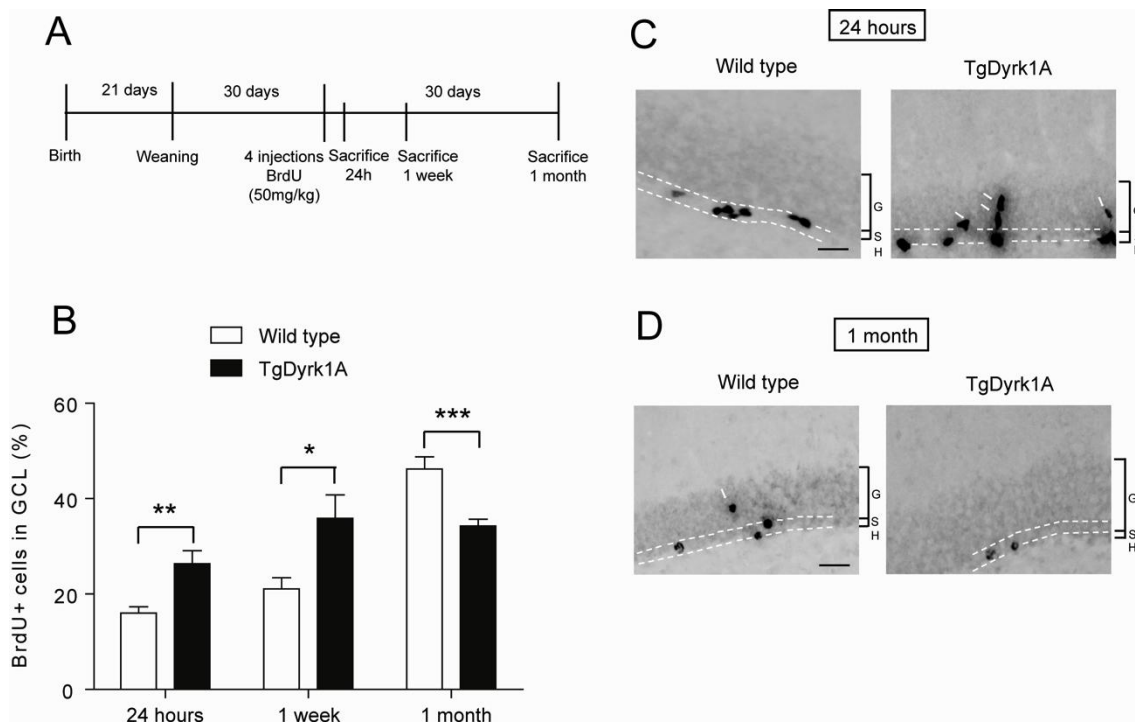 A
21 days
30 days
30 days
Birth
Weaning
4 injections
BrdU
(50mg/kg)
Sacrifice
24h
Sacrifice
1 week
Sacrifice
1 month
B
Wild type
TgDyrk1A
BrdU+ cells in GCL (%)
60
40
20
0
**
*
***
24 hours
1 week
1 month
C
24 hours
Wild type
TgDyrk1A
G
S
H
G
S
H
D
1 month
Wild type
TgDyrk1A
G
S
H
G
S
H